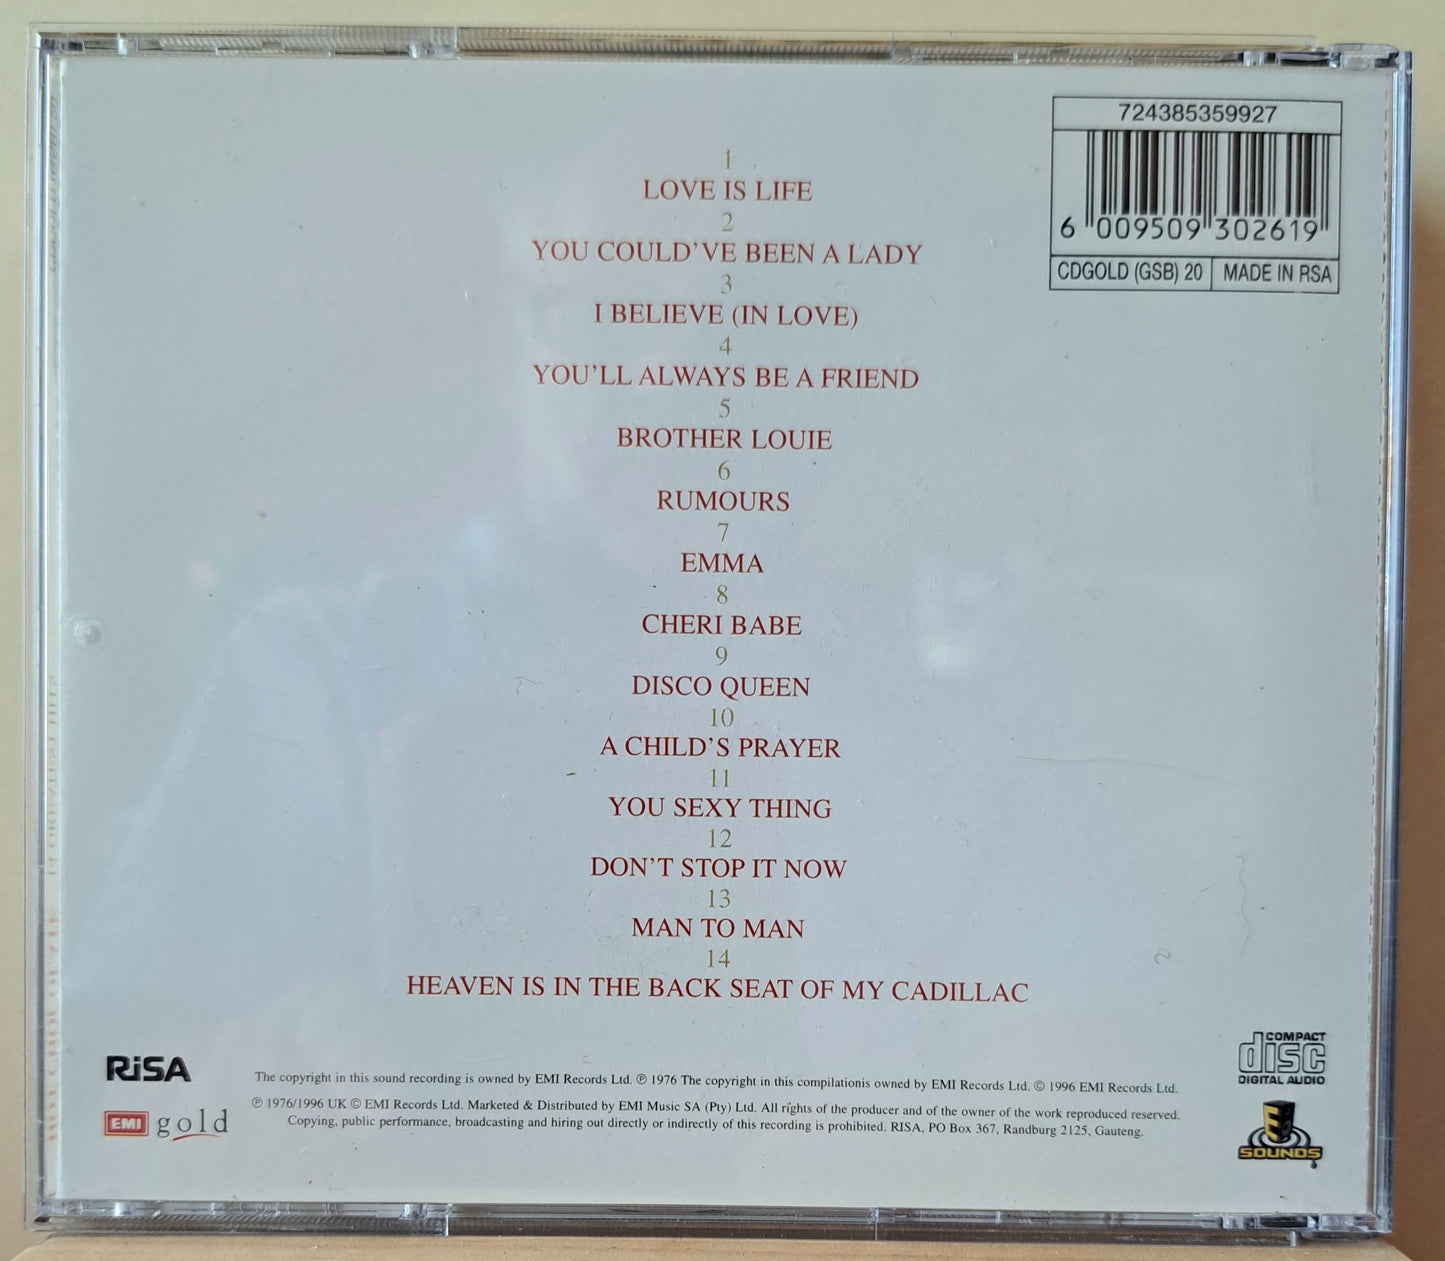 724385359927
6 009509 302619
CDGOLD (GSB) 20
MADE IN RSA
1
LOVE IS LIFE
2
YOU COULD'VE BEEN A LADY
3
I BELIEVE (IN LOVE)
4
YOU'LL ALWAYS BE A FRIEND
5
BROTHER LOUIE
6
RUMOURS
7
EMMA
8
CHERI BABE
9
DISCO QUEEN
10
A CHILD'S PRAYER
11
YOU SEXY THING
12
DON'T STOP IT NOW
13
MAN TO MAN
14
HEAVEN IS IN THE BACK SEAT OF MY CADILLAC
RiSA
EMI gold
The copyright in this sound recording is owned by EMI Records Ltd. ℗ 1976 The copyright in this compilationis owned by EMI Records Ltd. © 1996 EMI Records Ltd.
℗ 1976/1996 UK © EMI Records Ltd. Marketed & Distributed by EMI Music SA (Pty) Ltd. All rights of the producer and of the owner of the work reproduced reserved.
Copying, public performance, broadcasting and hiring out directly or indirectly of this recording is prohibited. RISA, PO Box 367, Randburg 2125, Gauteng.
COMPACT
disc
DIGITAL AUDIO
SOUNDS